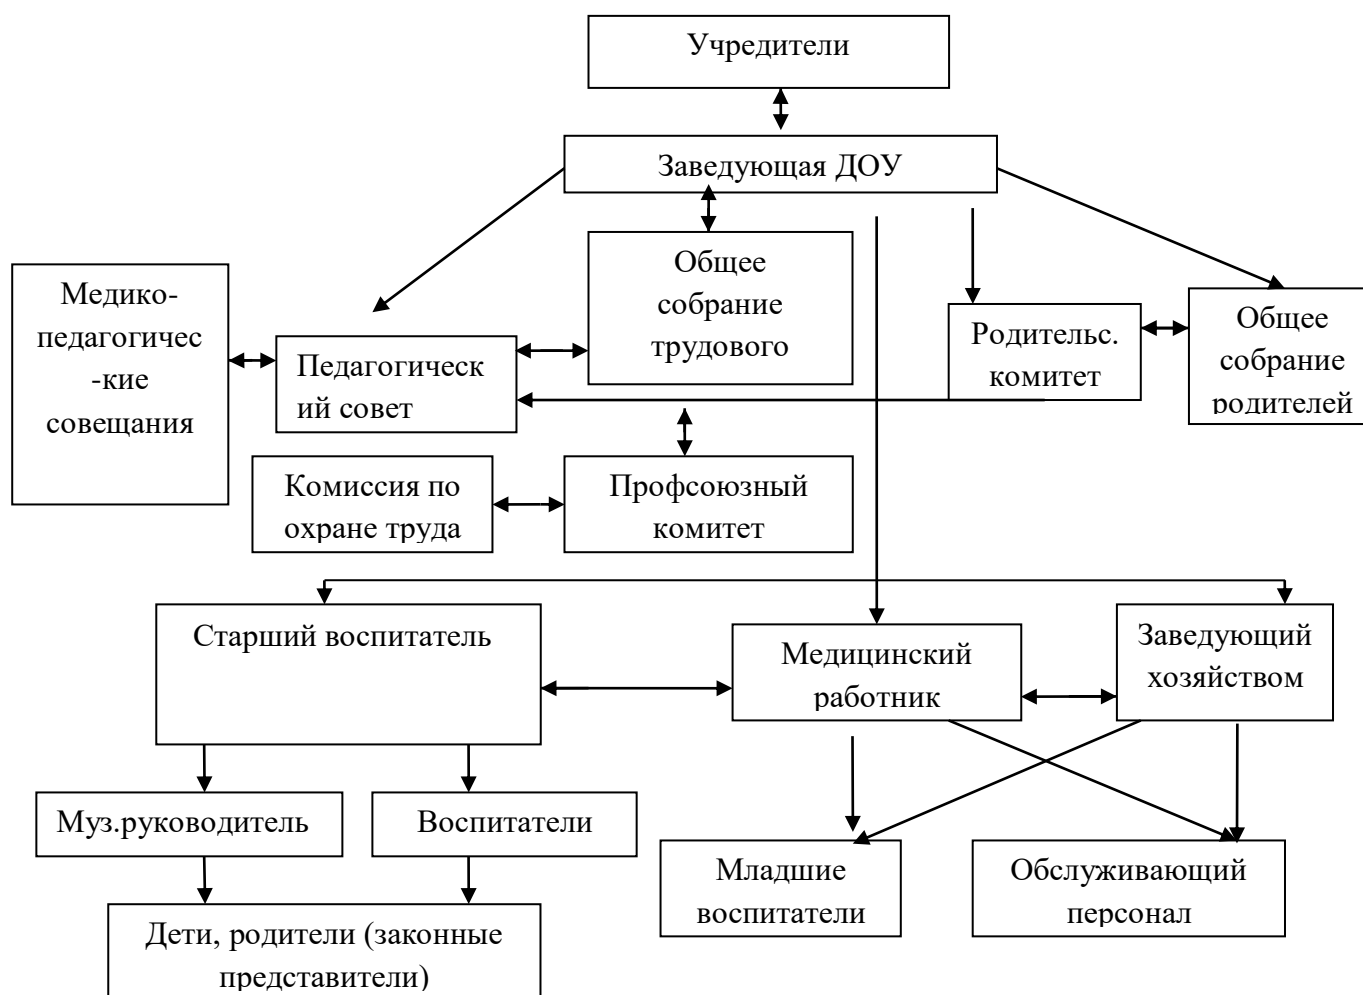 Учредители
Заведующая ДОУ
Общее
собрание
трудового
Медико-
педагогичес
-кие
совещания
Педагогическ
ий совет
Родительс.
комитет
Общее
собрание
родителей
Комиссия по
охране труда
Профсоюзный
комитет
Старший воспитатель
Медицинский
работник
Заведующий
хозяйством
Муз.руководитель
Воспитатели
Младшие
воспитатели
Обслуживающий
персонал
Дети, родители (законные
представители)